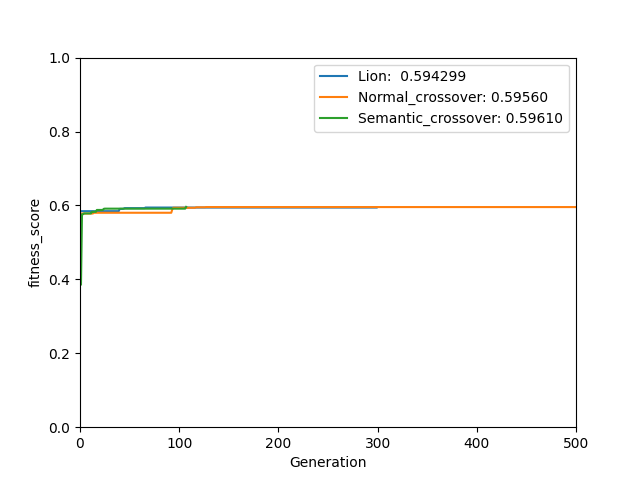 1.0
0.8
0.6
0.4
0.2
0.0
fitness_score
Lion:  0.594299
Normal_crossover: 0.59560
Semantic_crossover: 0.59610
0 100 200 300 400 500
Generation